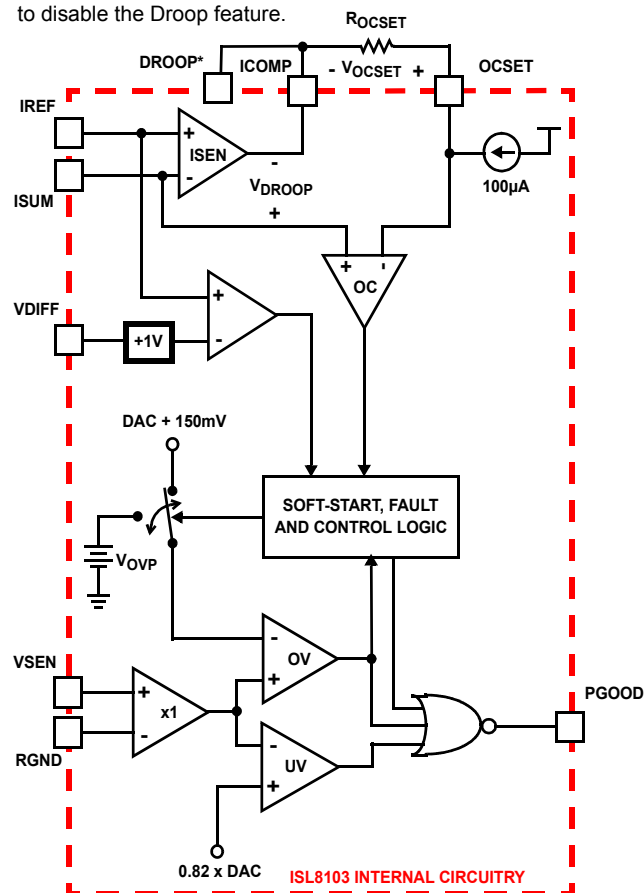 to disable the Droop feature.
ROCSET
DROOP*
ICOMP
- VOCSET +
OCSET
IREF
+
ISEN
-
-
VDROOP
+
ISUM
100µA
+
-
OC
VDIFF
+1V
+
-
DAC + 150mV
SOFT-START, FAULT
AND CONTROL LOGIC
VOVP
-
OV
+
VSEN
+
x1
-
RGND
PGOOD
-
UV
+
0.82 x DAC
ISL8103 INTERNAL CIRCUITRY